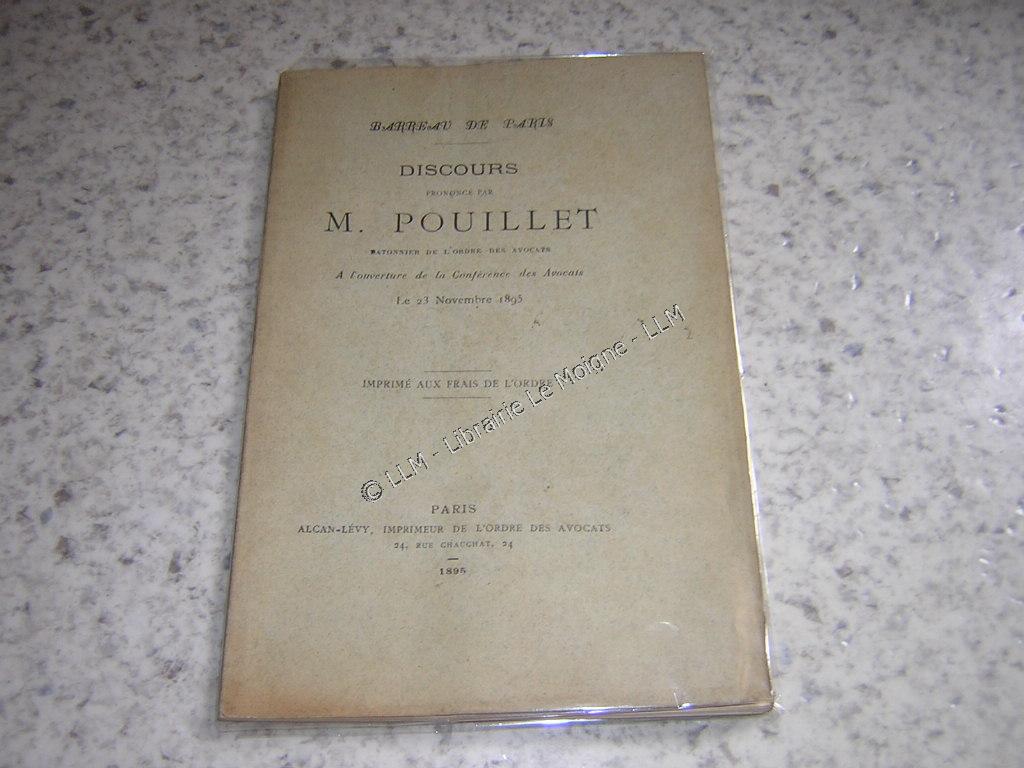 BARREAU DE PARIS
DISCOURS
PRONONCÉ PAR
M. POUILLET
BATONNIER DE L'ORDRE DES AVOCATS
A l'ouverture de la Conférence des Avocats
Le 23 Novembre 1895
IMPRIMÉ AUX FRAIS DE L'ORDRE
© LLM - Librairie Le Moigne - LLM
PARIS
ALCAN-LÉVY, IMPRIMEUR DE L'ORDRE DES AVOCATS
24, RUE CHAUCHAT, 24
1895